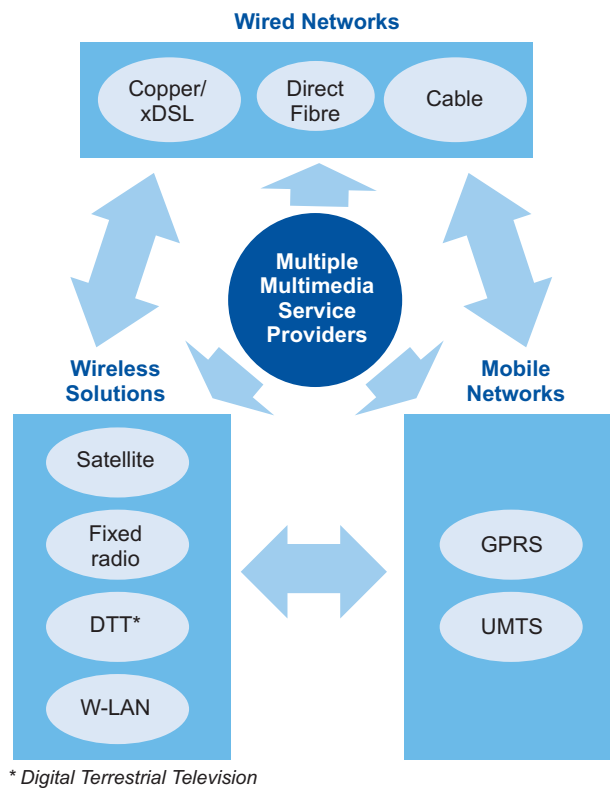 Wired Networks
Copper/
xDSL
Direct
Fibre
Cable
Multiple
Multimedia
Service
Providers
Wireless
Solutions
Mobile
Networks
Satellite
Fixed
radio
DTT*
W-LAN
GPRS
UMTS
* Digital Terrestrial Television